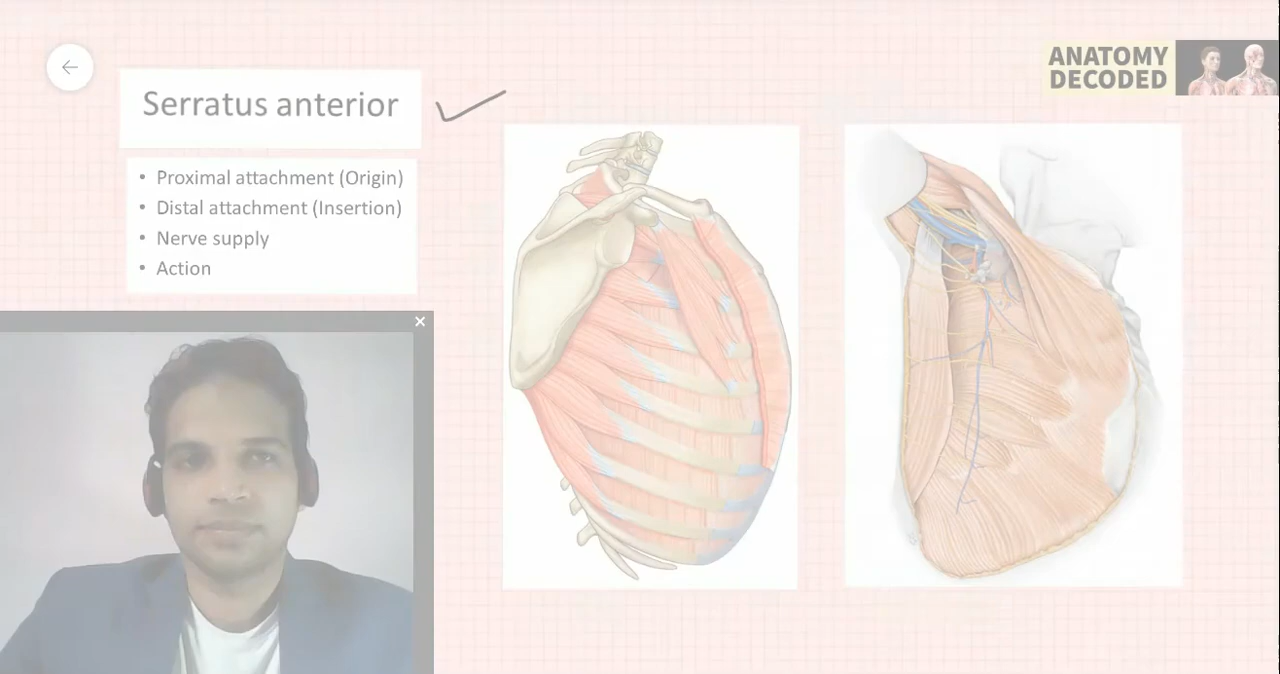 ANATOMY
DECODED
Serratus anterior
• Proximal attachment (Origin)
• Distal attachment (Insertion)
• Nerve supply
• Action